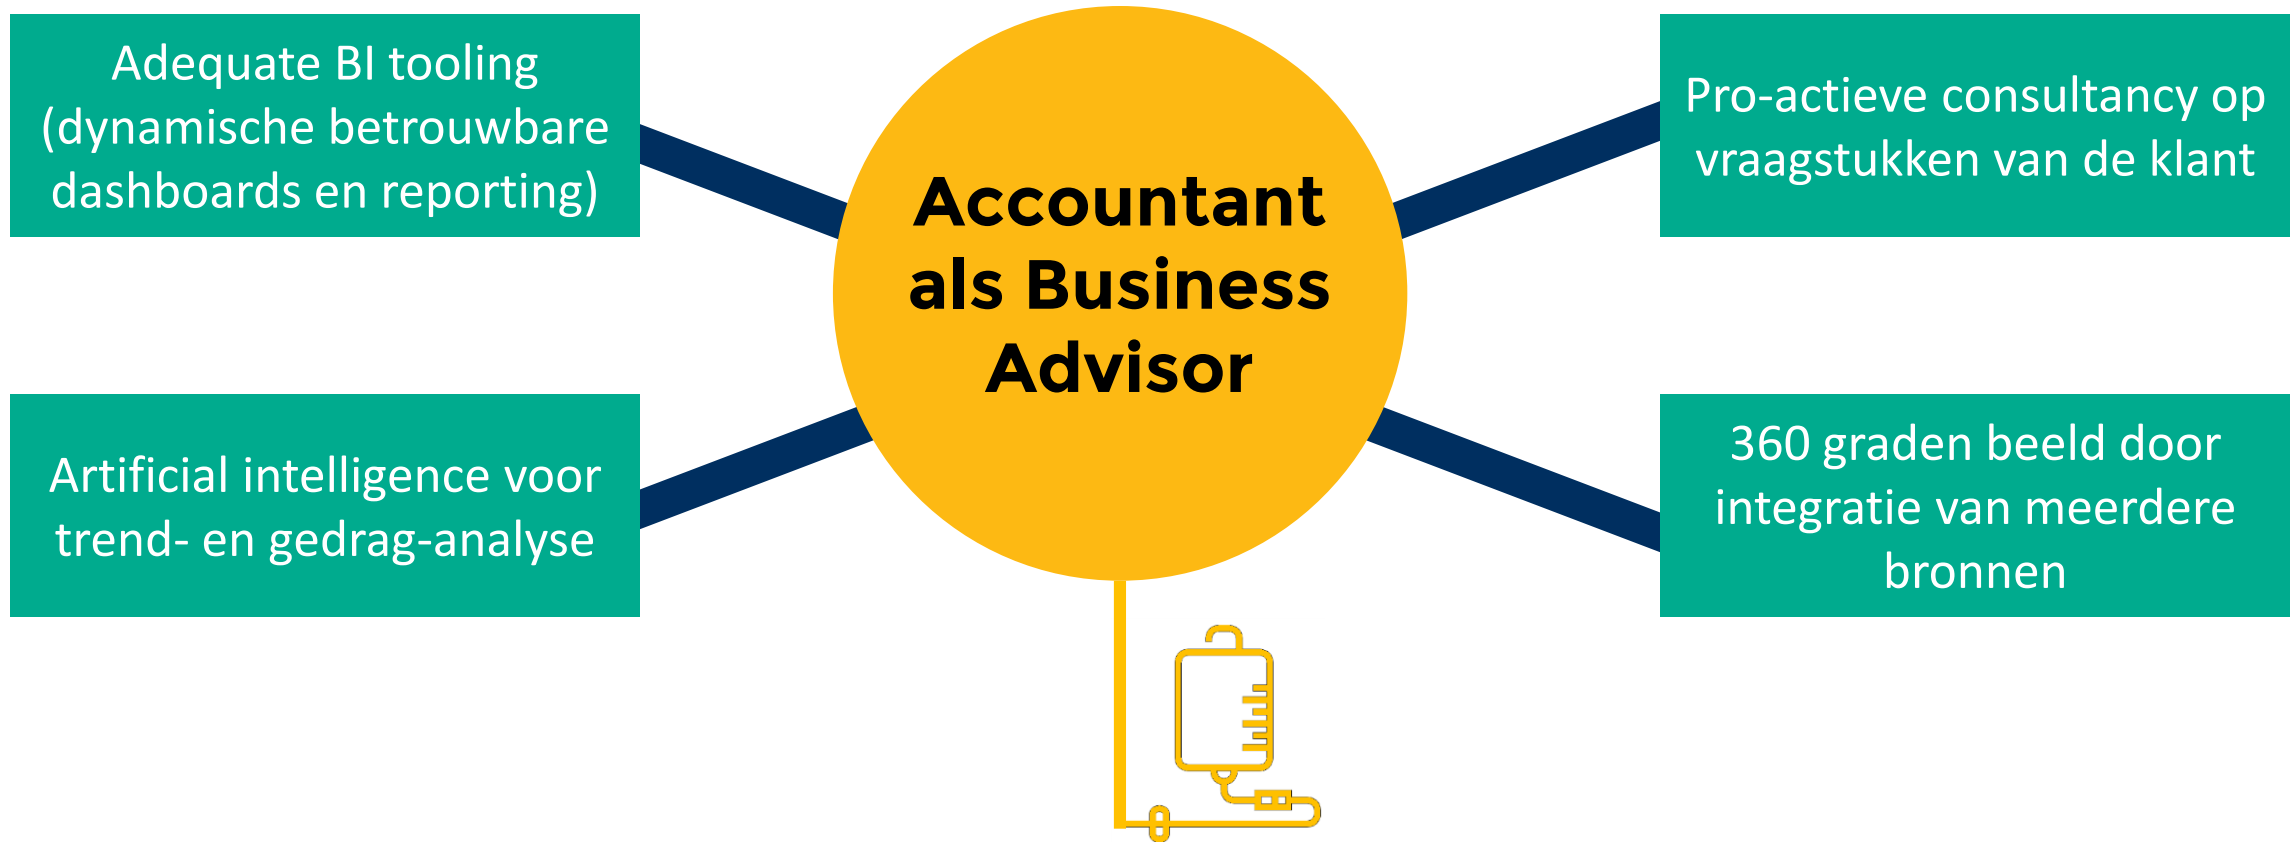 Adequate BI tooling
(dynamische betrouwbare
dashboards en reporting)
Artificial intelligence voor
trend- en gedrag-analyse
Accountant
als Business
Advisor
Pro-actieve consultancy op
vraagstukken van de klant
360 graden beeld door
integratie van meerdere
bronnen